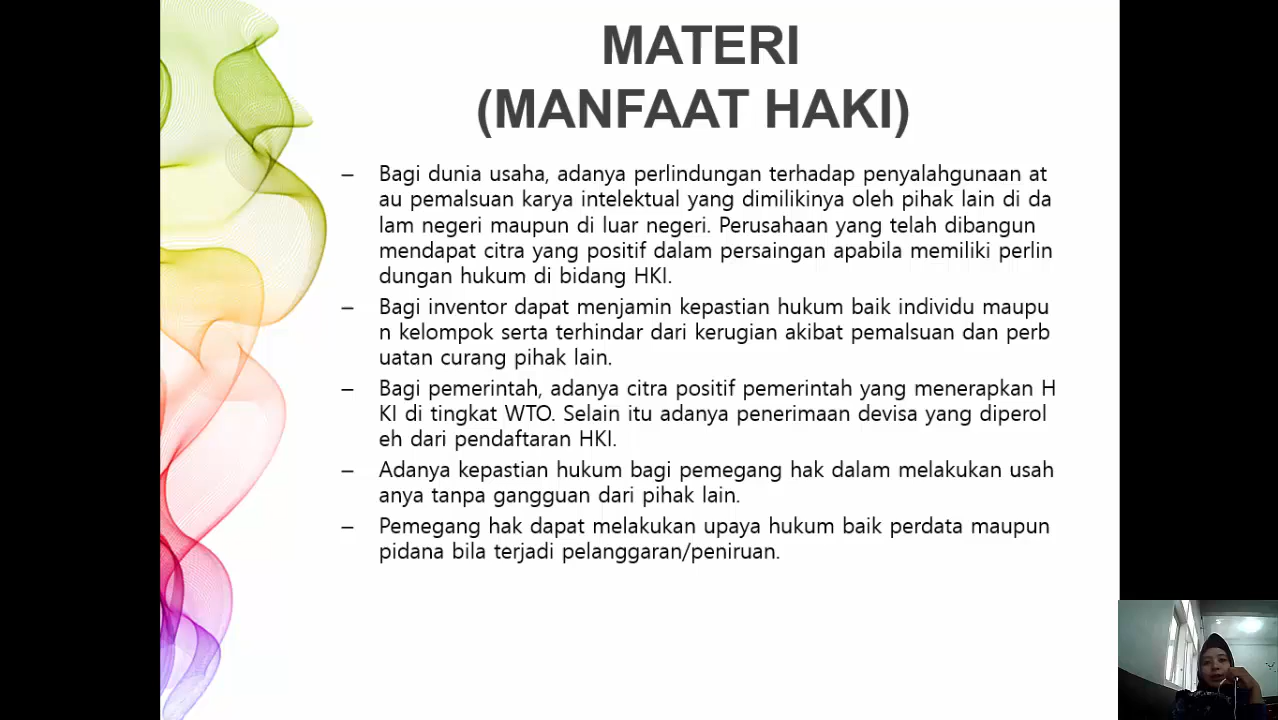 MATERI
(MANFAAT HAKI)
– Bagi dunia usaha, adanya perlindungan terhadap penyalahgunaan at
au pemalsuan karya intelektual yang dimilikinya oleh pihak lain di da
lam negeri maupun di luar negeri. Perusahaan yang telah dibangun
mendapat citra yang positif dalam persaingan apabila memiliki perlin
dungan hukum di bidang HKI.
– Bagi inventor dapat menjamin kepastian hukum baik individu maupu
n kelompok serta terhindar dari kerugian akibat pemalsuan dan perb
uatan curang pihak lain.
– Bagi pemerintah, adanya citra positif pemerintah yang menerapkan H
KI di tingkat WTO. Selain itu adanya penerimaan devisa yang diperol
eh dari pendaftaran HKI.
– Adanya kepastian hukum bagi pemegang hak dalam melakukan usah
anya tanpa gangguan dari pihak lain.
– Pemegang hak dapat melakukan upaya hukum baik perdata maupun
pidana bila terjadi pelanggaran/peniruan.